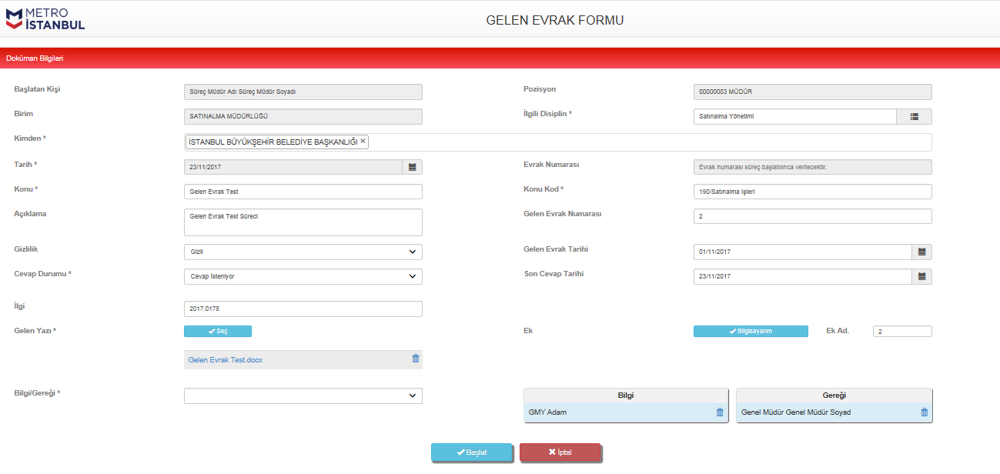 METRO
İSTANBUL
GELEN EVRAK FORMU
Doküman Bilgileri
Başlatan Kişi
Süreç Müdür Adı Süreç Müdür Soyadı
Pozisyon
00000003 MÜDÜR
Birim
SATINALMA MÜDÜRLÜĞÜ
İlgili Disiplin *
Satınalma Yönetimi
Kimden *
İSTANBUL BÜYÜKŞEHİR BELEDİYE BAŞKANLIĞI ×
Tarih *
23/11/2017
Evrak Numarası
Evrak numarası süreç başlatılınca verilecektir.
Konu *
Gelen Evrak Test
Konu Kod *
190/Satınalma İşleri
Açıklama
Gelen Evrak Test Süreci
Gelen Evrak Numarası
2
Gizlilik
Gizli
Gelen Evrak Tarihi
01/11/2017
Cevap Durumu *
Cevap İsteniyor
Son Cevap Tarihi
23/11/2017
İlgi
2017.0178
Gelen Yazı *
Seç
Ek
Bilgisayarım
Ek Ad.
2
Gelen Evrak Test.docx
Bilgi/Gereği *
Bilgi
Gereği
GMY Adam
Genel Müdür Genel Müdür Soyad
Başlat
İptal